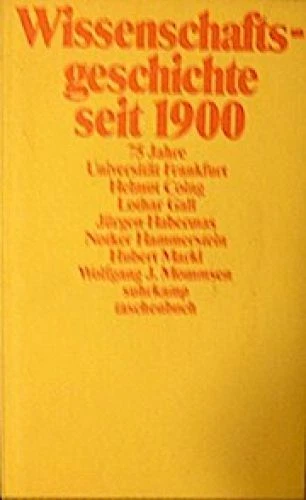 Wissenschafts-
geschichte
seit 1900
75 Jahre
Universität Frankfurt
Helmut Coing
Lothar Gall
Jürgen Habermas
Notker Hammerstein
Hubert Markl
Wolfgang J. Mommsen
suhrkamp
taschenbuch